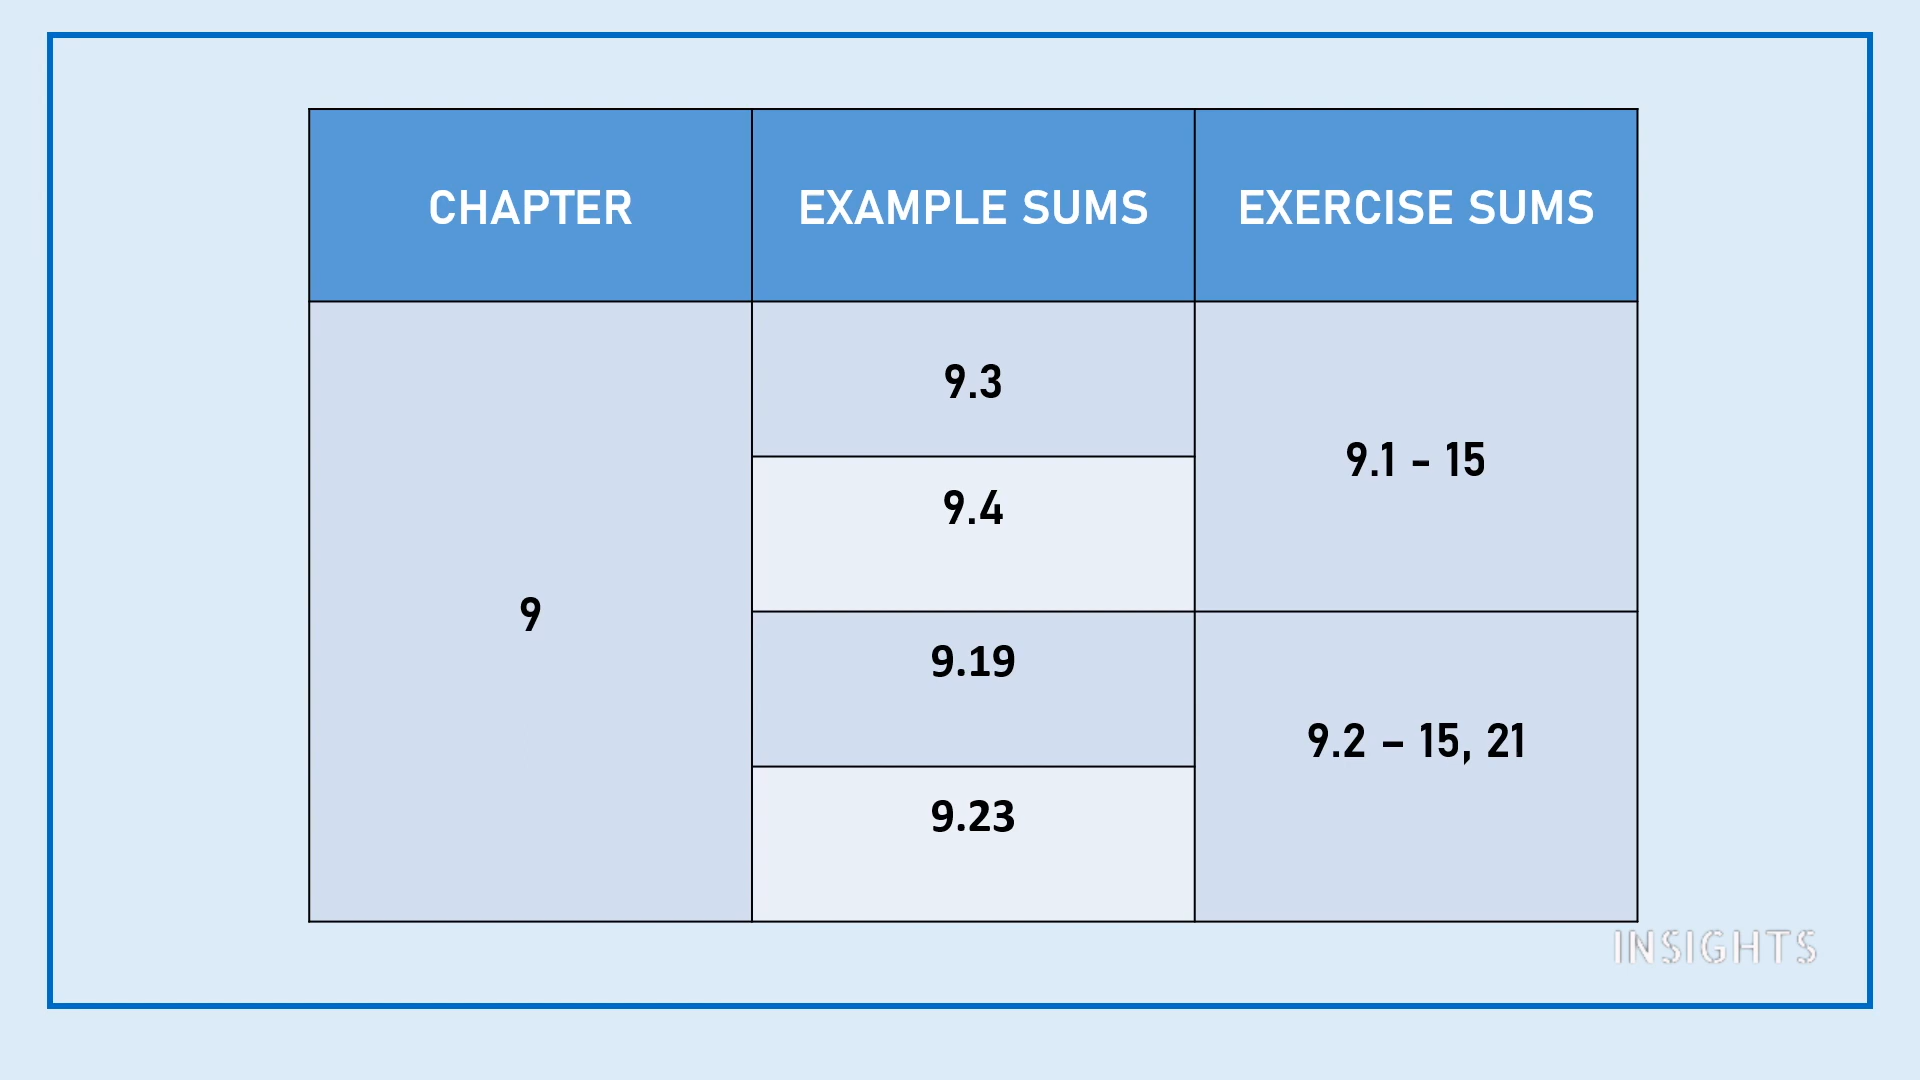 CHAPTER
EXAMPLE SUMS
EXERCISE SUMS
9
9.3
9.4
9.19
9.23
9.1 - 15
9.2 – 15, 21
INSIGHTS